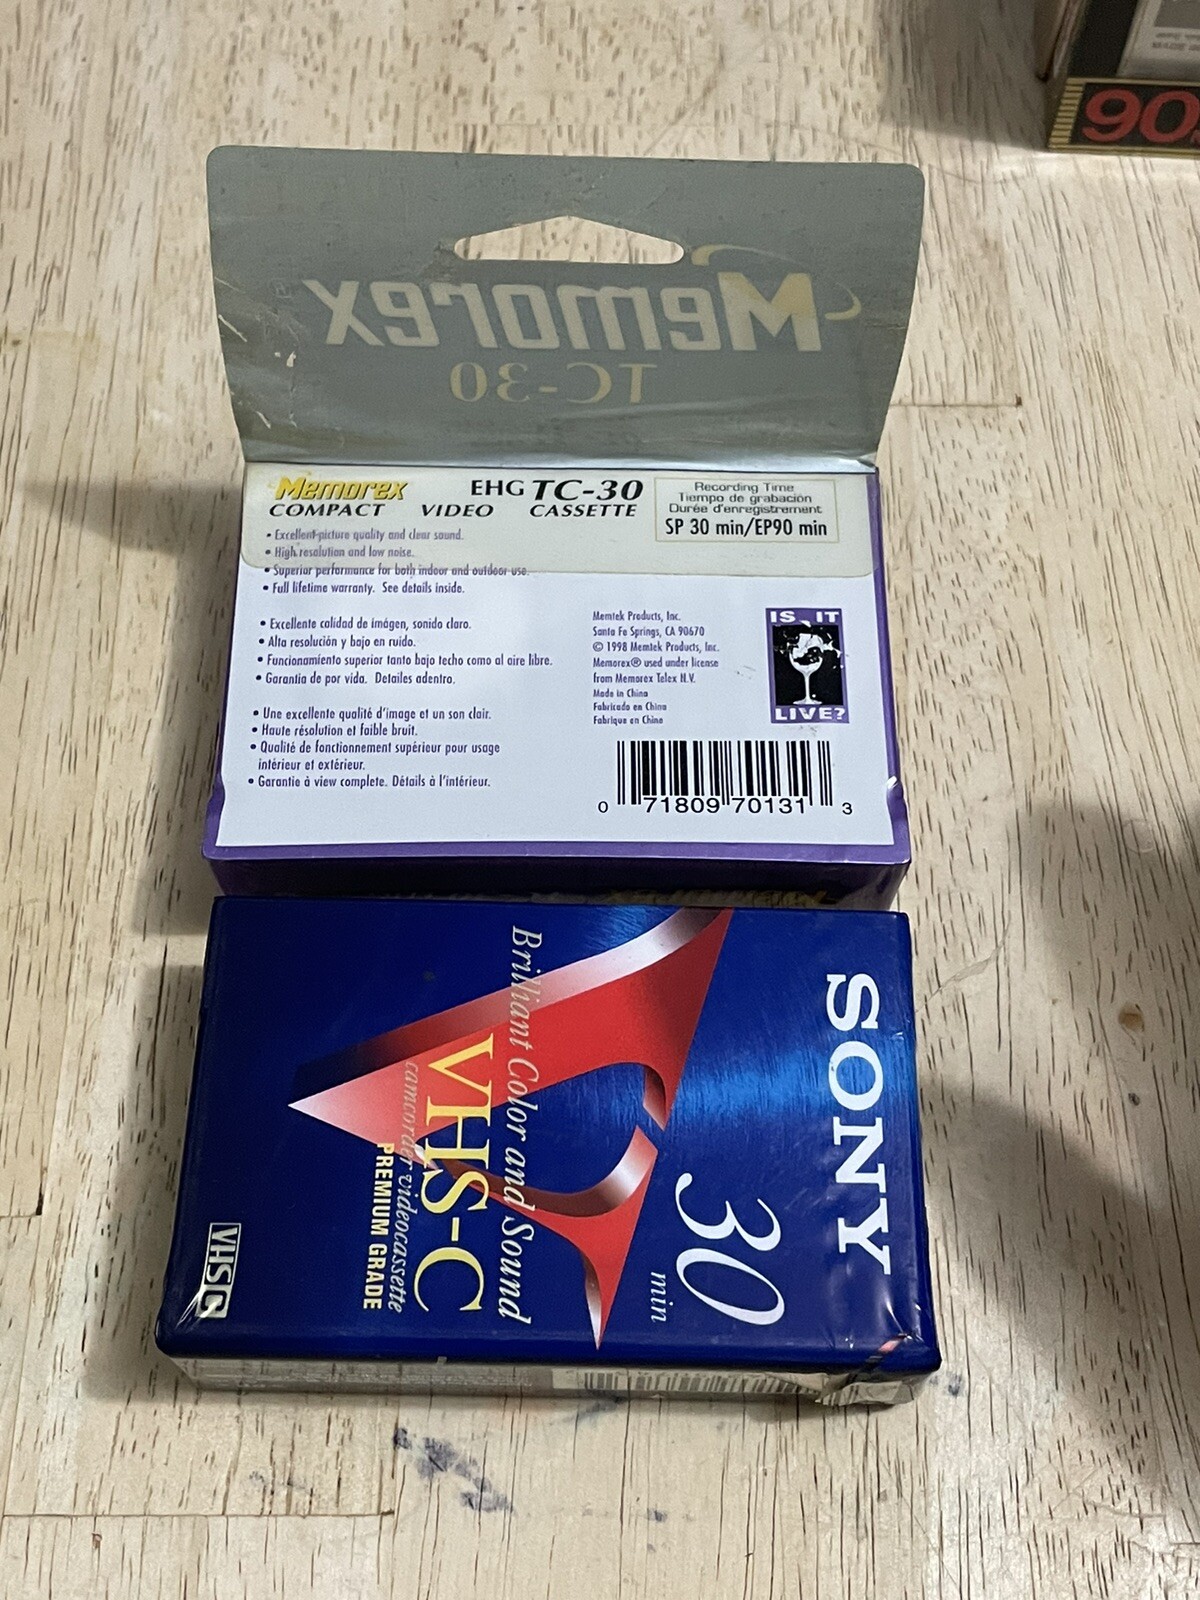 90
Memorex
TC-30
Memorex EHG TC-30
COMPACT VIDEO CASSETTE
Recording Time
Tiempo de grabación
Durée d'enregistrement
SP 30 min/EP90 min
• Excellent picture quality and clear sound.
• High resolution and low noise.
• Superior performance for both indoor and outdoor use.
• Full lifetime warranty. See details inside.
• Excelente calidad de imágen, sonido claro.
• Alta resolución y bajo en ruido.
• Funcionamiento superior tanto bajo techo como al aire libre.
• Garantia de por vida. Detailes adentro.
• Une excellente qualité d'image et un son clair.
• Haute résolution et faible bruit.
• Qualité de fonctionnement supérieur pour usage
intérieur et extérieur.
• Garantie à view complete. Détails à l'intérieur.
Memtek Products, Inc.
Santa Fe Springs, CA 90670
© 1998 Memtek Products, Inc.
Memorex® used under license
from Memorex Telex N.V.
Made in China
Fabricado en China
Fabrique en Chine
IS IT
LIVE?
0 71809 70131 3
SONY
30
min
Brilliant Color and Sound
VHS-C
camcorder videocassette
PREMIUM GRADE
VHS C